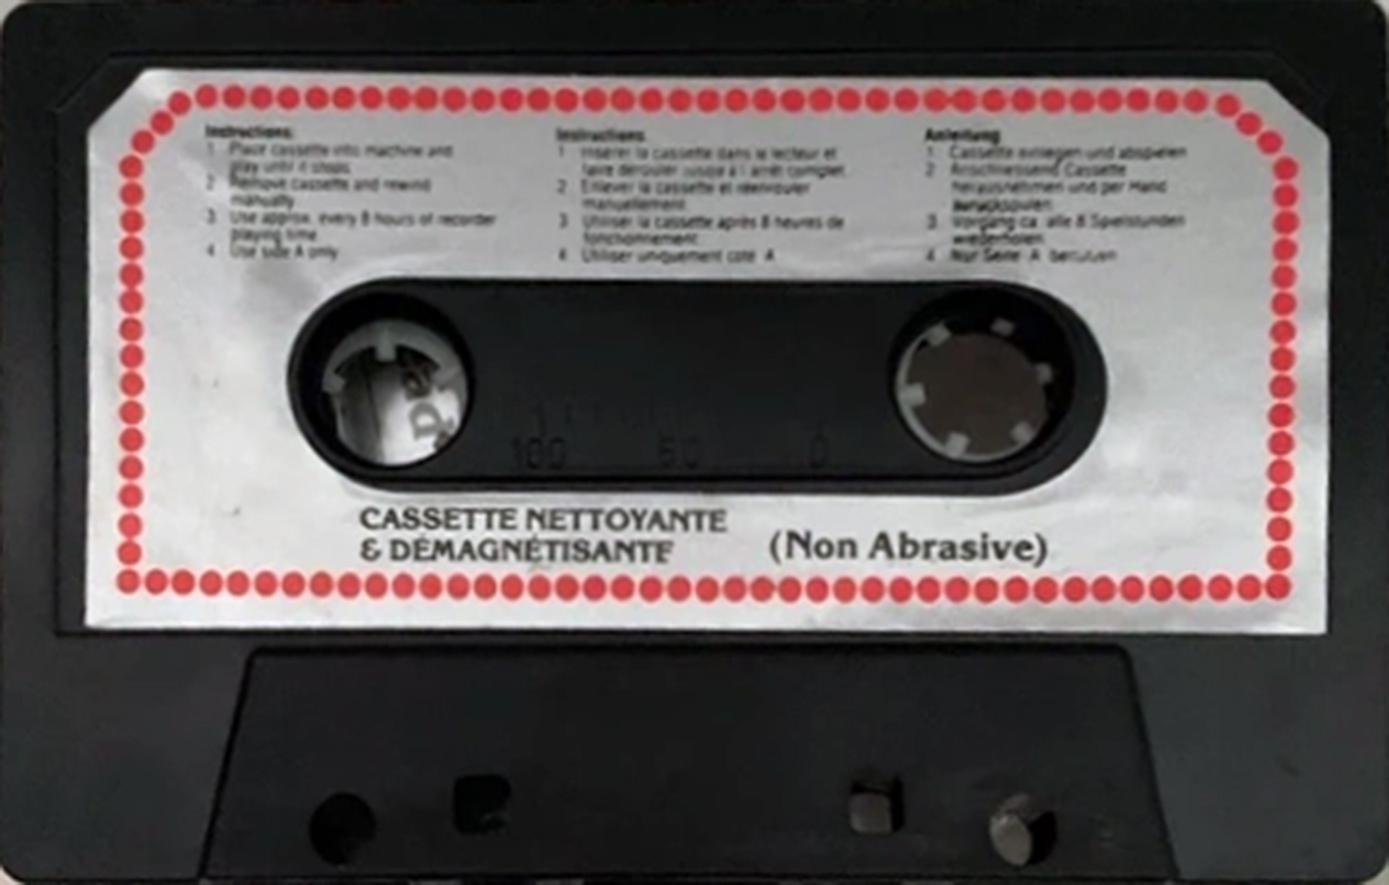 Instructions:
1 Place cassette into machine and
play until it stops
2 Remove cassette and rewind
manually
3 Use approx. every 8 hours of recorder
playing time
4 Use side A only
Instructions
1 Insérer la cassette dans le lecteur et
faire dérouler jusqu'à l'arrêt complet
2 Enlever la cassette et réenrouler
manuellement
3 Utiliser la cassette après 8 heures de
fonctionnement
4 Utiliser uniquement coté A
Anleitung
1 Cassette einlegen und abspielen
2 Anschliessend Cassette
herausnehmen und per Hand
zurückspulen
3 Vorgang ca. alle 8 Spielstunden
wiederholen
4 Nur Seite A benutzen
100 50 0
CASSETTE NETTOYANTE
& DÉMAGNÉTISANTE
(Non Abrasive)